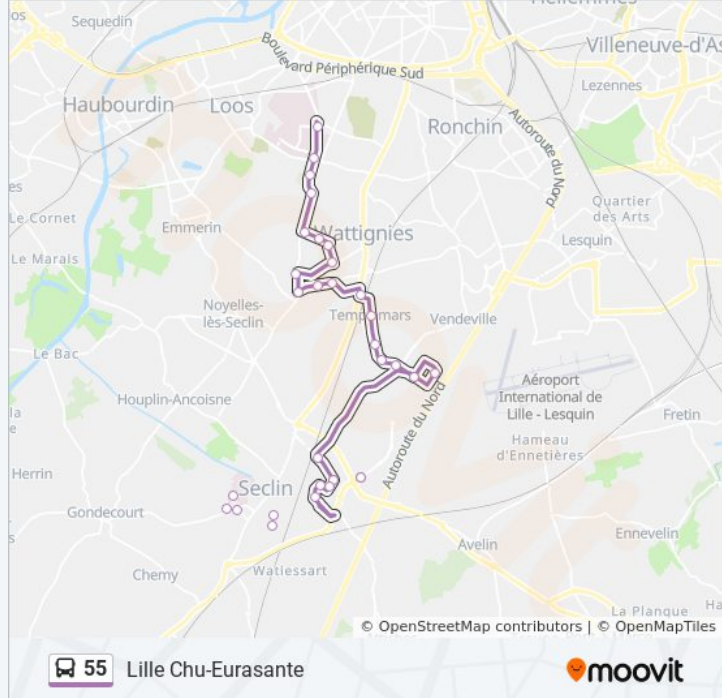 Sequedin
Hellemmes
Villeneuve-d'As
Boulevard Périphérique Sud
Lezennes
Haubourdin
Loos
Ronchin
Autoroute du Nord
Quartier
des Arts
Le Cornet
Emmerin
Wattignies
Lesquin
Le Marais
Noyelles-
lès-Seclin
Templemars
Vendeville
Le Bac
Aéroport
International de
Lille - Lesquin
Houplin-Ancoisne
Autoroute du Nord
Fretin
Hameau
d'Ennetières
Herrin
Seclin
Gondecourt
Ennevelin
Avelin
Chemy
Watiessart
La Planque
à Marcq
© OpenStreetMap contributors | © OpenMapTiles
55 Lille Chu-Eurasante
moovit